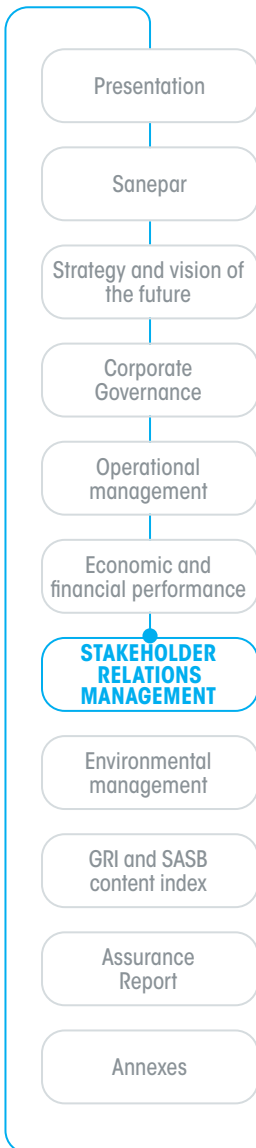 Presentation
Sanepar
Strategy and vision of
the future
Corporate
Governance
Operational
management
Economic and
financial performance
STAKEHOLDER
RELATIONS
MANAGEMENT
Environmental
management
GRI and SASB
content index
Assurance
Report
Annexes